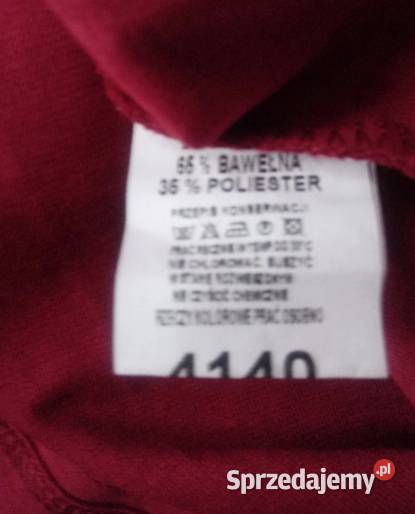 65 % BAWEŁNA
35 % POLIESTER
PRZEPIS KONSERWACJI
PRAĆ RĘCZNIE W TEMP. DO 30°C
NIE CHLOROWAĆ, SUSZYĆ
W STANIE ROZWIESZONYM
NIE CZYŚCIĆ CHEMICZNIE
RZECZY KOLOROWE PRAĆ OSOBNO
4140
Sprzedajemy.pl